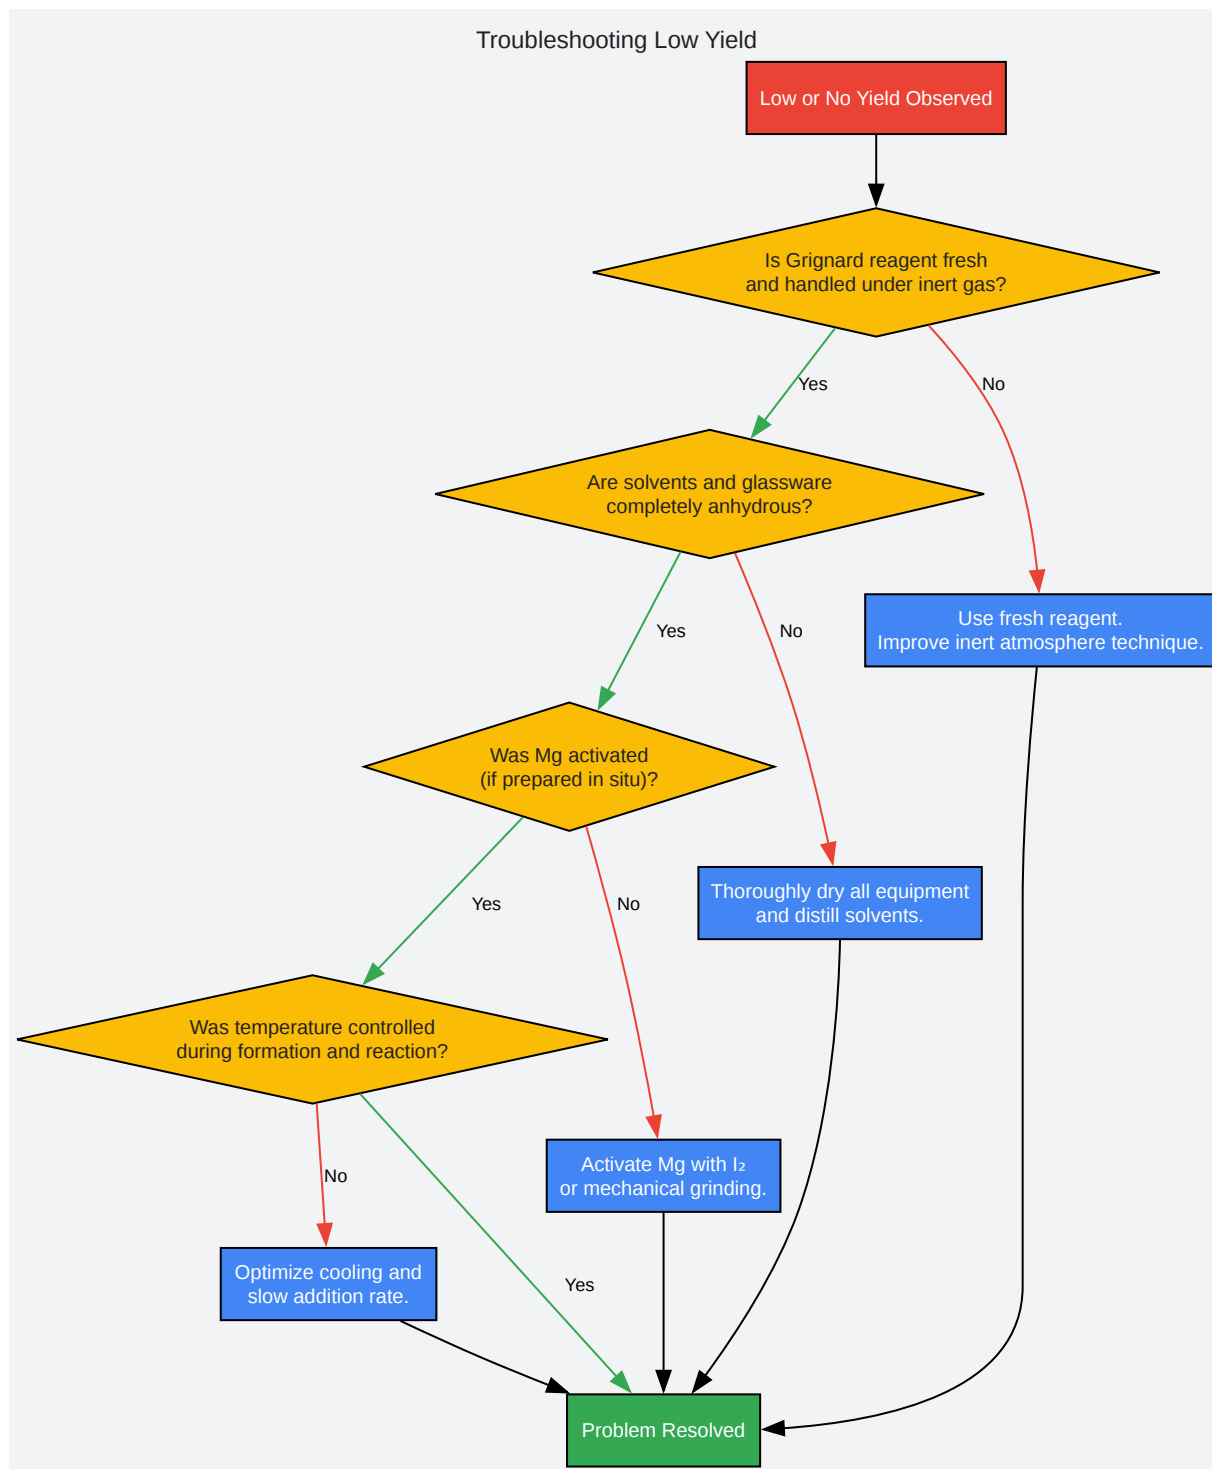 Troubleshooting Low Yield
Low or No Yield Observed
Is Grignard reagent fresh
and handled under inert gas?
Yes
No
Are solvents and glassware
completely anhydrous?
Use fresh reagent.
Improve inert atmosphere technique.
Yes
No
Was Mg activated
(if prepared in situ)?
Thoroughly dry all equipment
and distill solvents.
Yes
No
Was temperature controlled
during formation and reaction?
Activate Mg with I₂
or mechanical grinding.
No
Yes
Optimize cooling and
slow addition rate.
Problem Resolved